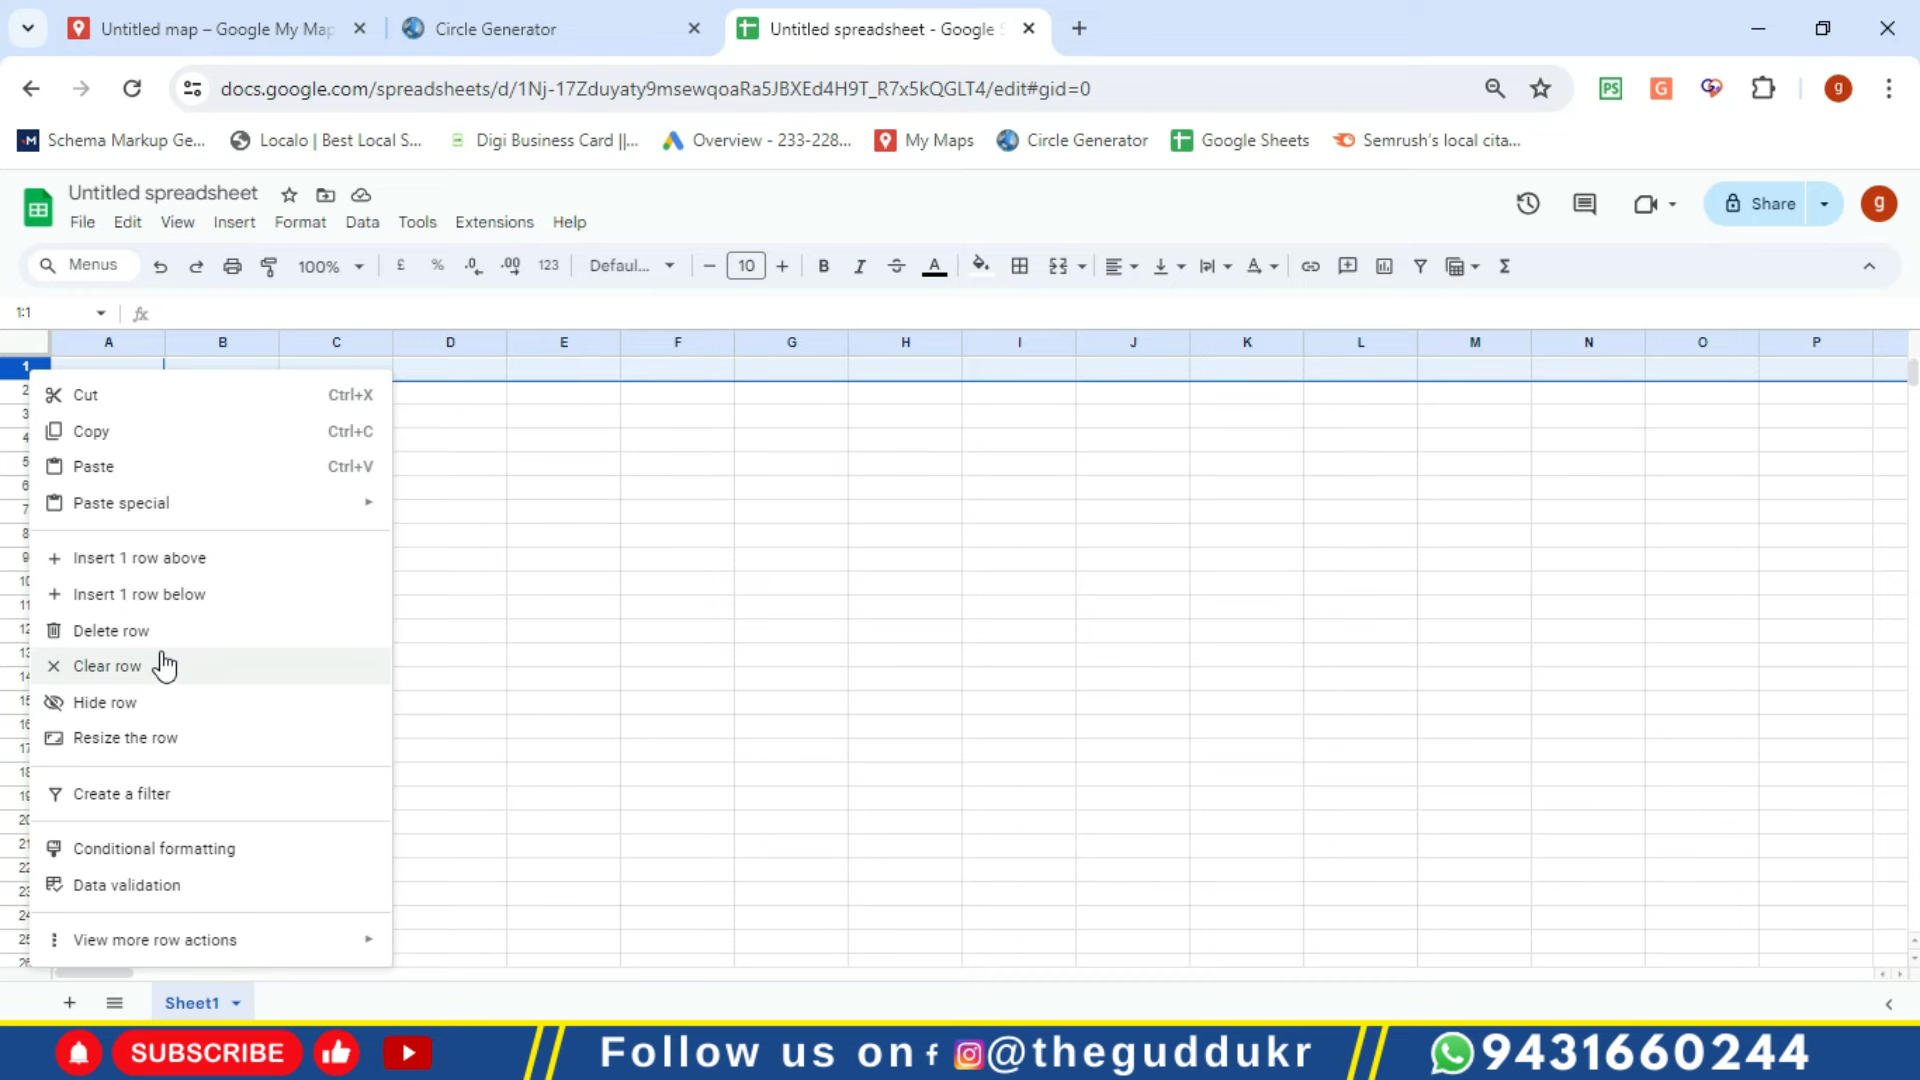 Untitled map – Google My Map
Circle Generator
Untitled spreadsheet - Google S
docs.google.com/spreadsheets/d/1Nj-17Zduyaty9msewqoaRa5JBXEd4H9T_R7x5kQGLT4/edit#gid=0
PS
G
g
Schema Markup Ge...
Localo | Best Local S...
Digi Business Card ||...
Overview - 233-228...
My Maps
Circle Generator
Google Sheets
Semrush's local cita...
Untitled spreadsheet
Share
g
File Edit View Insert Format Data Tools Extensions Help
Menus
100%
£ % .0 .00 123
Defaul...
10
B I A Σ
1:1
fx
A B C D E F G H I J K L M N O P
1
Cut Ctrl+X
Copy Ctrl+C
Paste Ctrl+V
Paste special
Insert 1 row above
Insert 1 row below
Delete row
Clear row
Hide row
Resize the row
Create a filter
Conditional formatting
Data validation
View more row actions
Sheet1
SUBSCRIBE
Follow us on f @theguddukr
9431660244